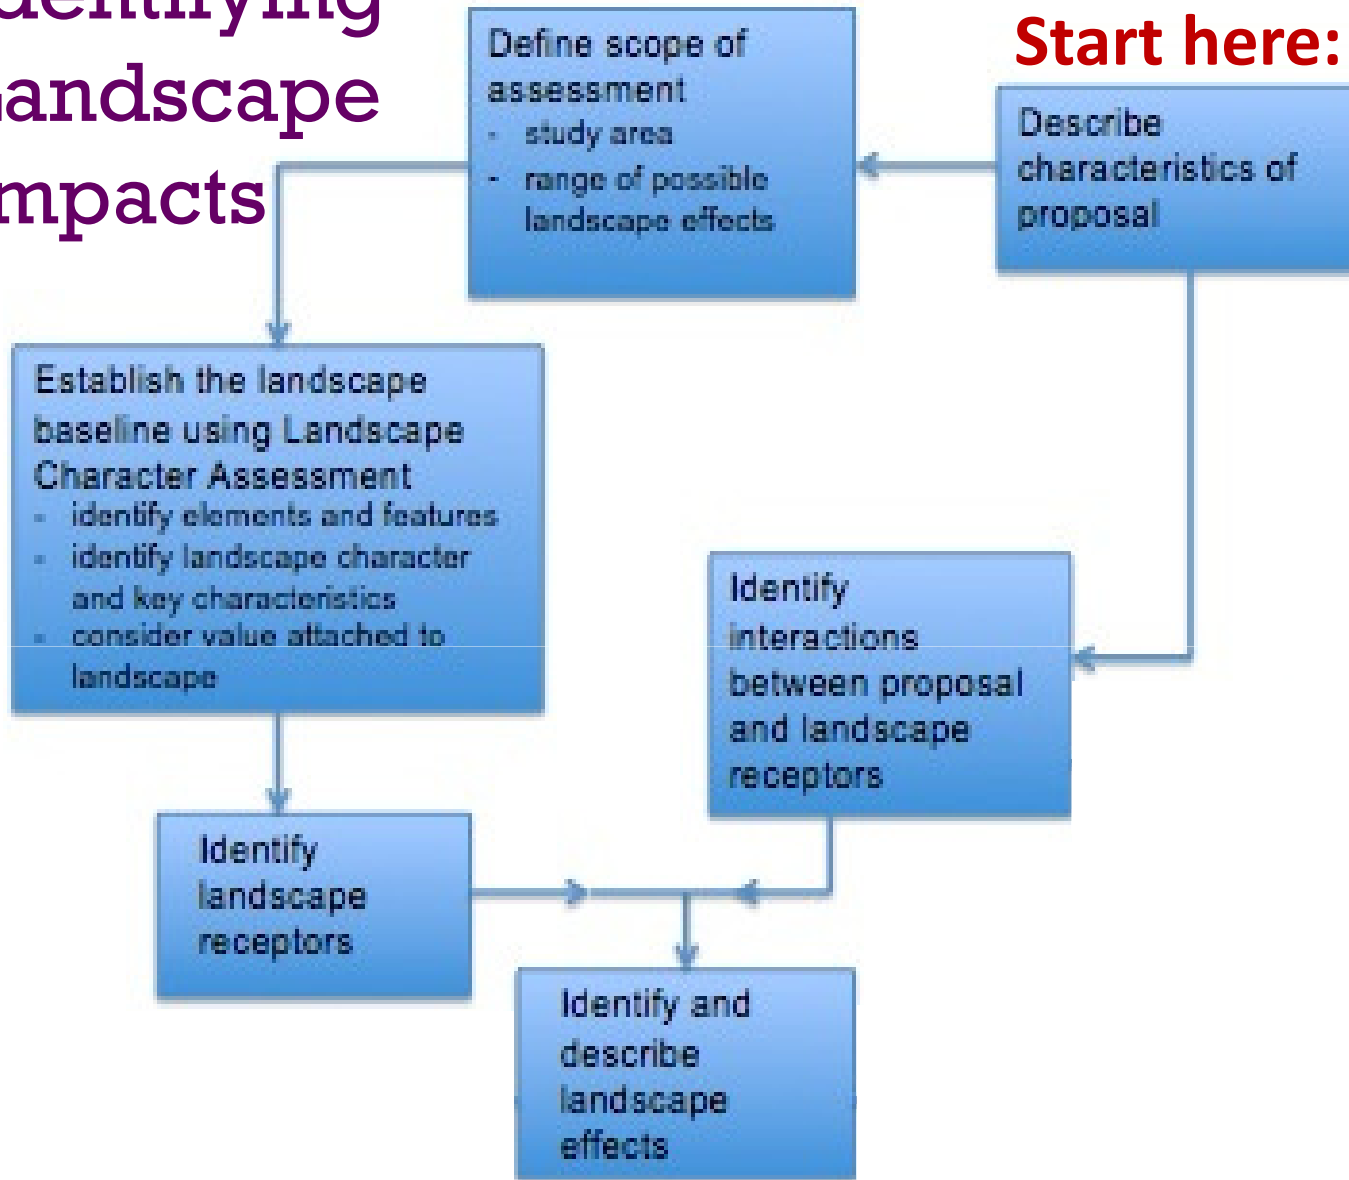 dentifying
Landscape
mpacts
Start here:
Describe
characteristics of
proposal
Define scope of
assessment
- study area
- range of possible
landscape effects
Establish the landscape
baseline using Landscape
Character Assessment
- identify elements and features
- identify landscape character
and key characteristics
- consider value attached to
landscape
Identify
interactions
between proposal
and landscape
receptors
Identify
landscape
receptors
Identify and
describe
landscape
effects